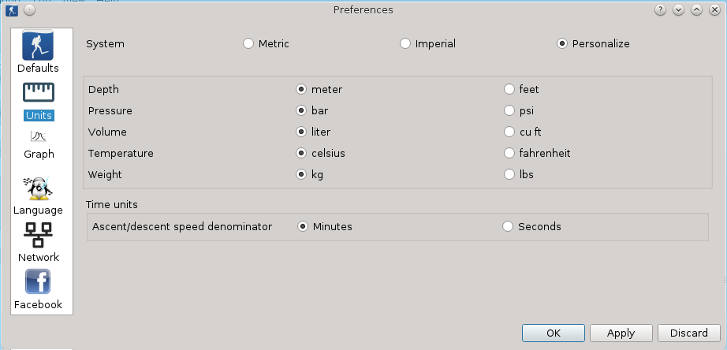 Preferences
System Metric Imperial Personalize
Defaults
Units
Graph
Language
Network
Facebook
Depth meter feet
Pressure bar psi
Volume liter cu ft
Temperature celsius fahrenheit
Weight kg lbs
Time units
Ascent/descent speed denominator Minutes Seconds
OK Apply Discard